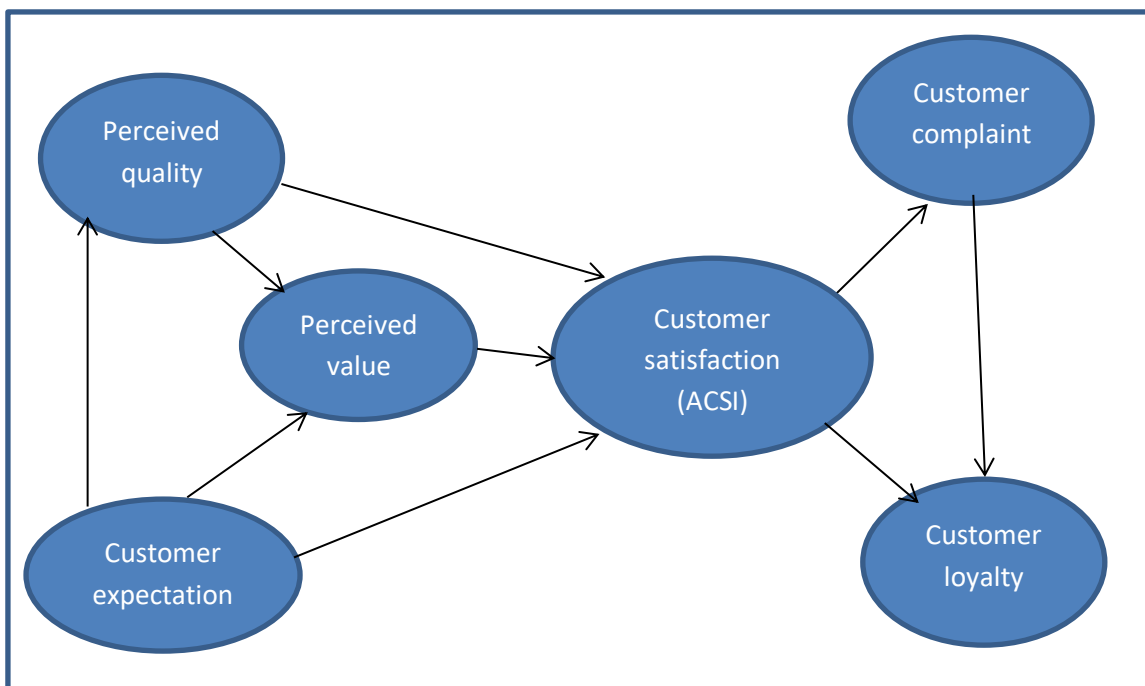 Perceived
quality
Customer
complaint
Perceived
value
Customer
satisfaction
(ACSI)
Customer
expectation
Customer
loyalty